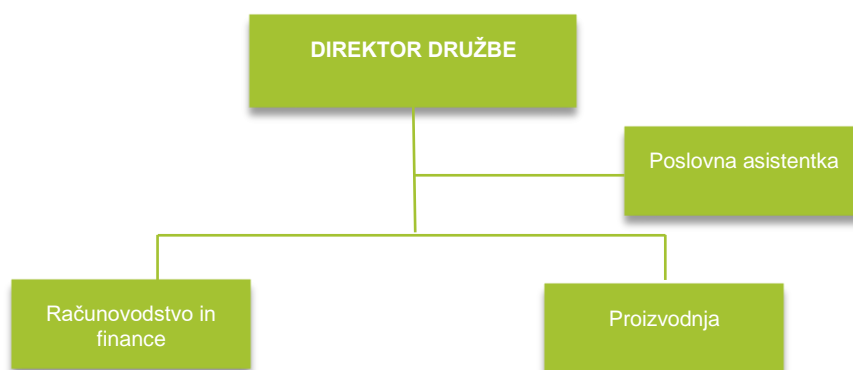 DIREKTOR DRUŽBE
Poslovna asistentka
Računovodstvo in
finance
Proizvodnja